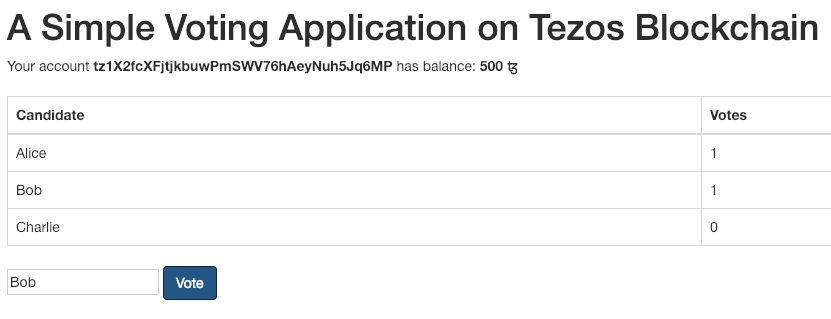 A Simple Voting Application on Tezos Blockchain
Your account tz1X2fcXFjtjkbuwPmSWV76hAeyNuh5Jq6MP has balance: 500 ꜩ
Candidate Votes
Alice 1
Bob 1
Charlie 0
Bob Vote